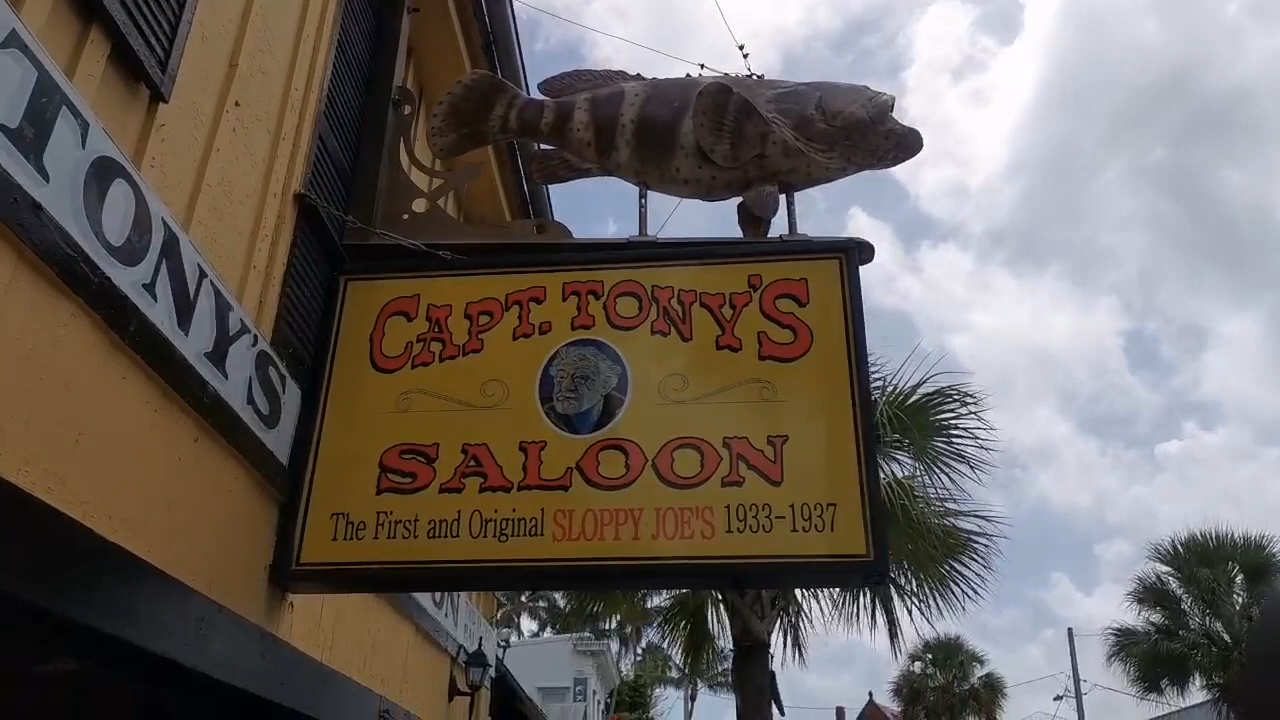 TONY'S
CAPT. TONY'S
SALOON
The First and Original SLOPPY JOE'S 1933-1937